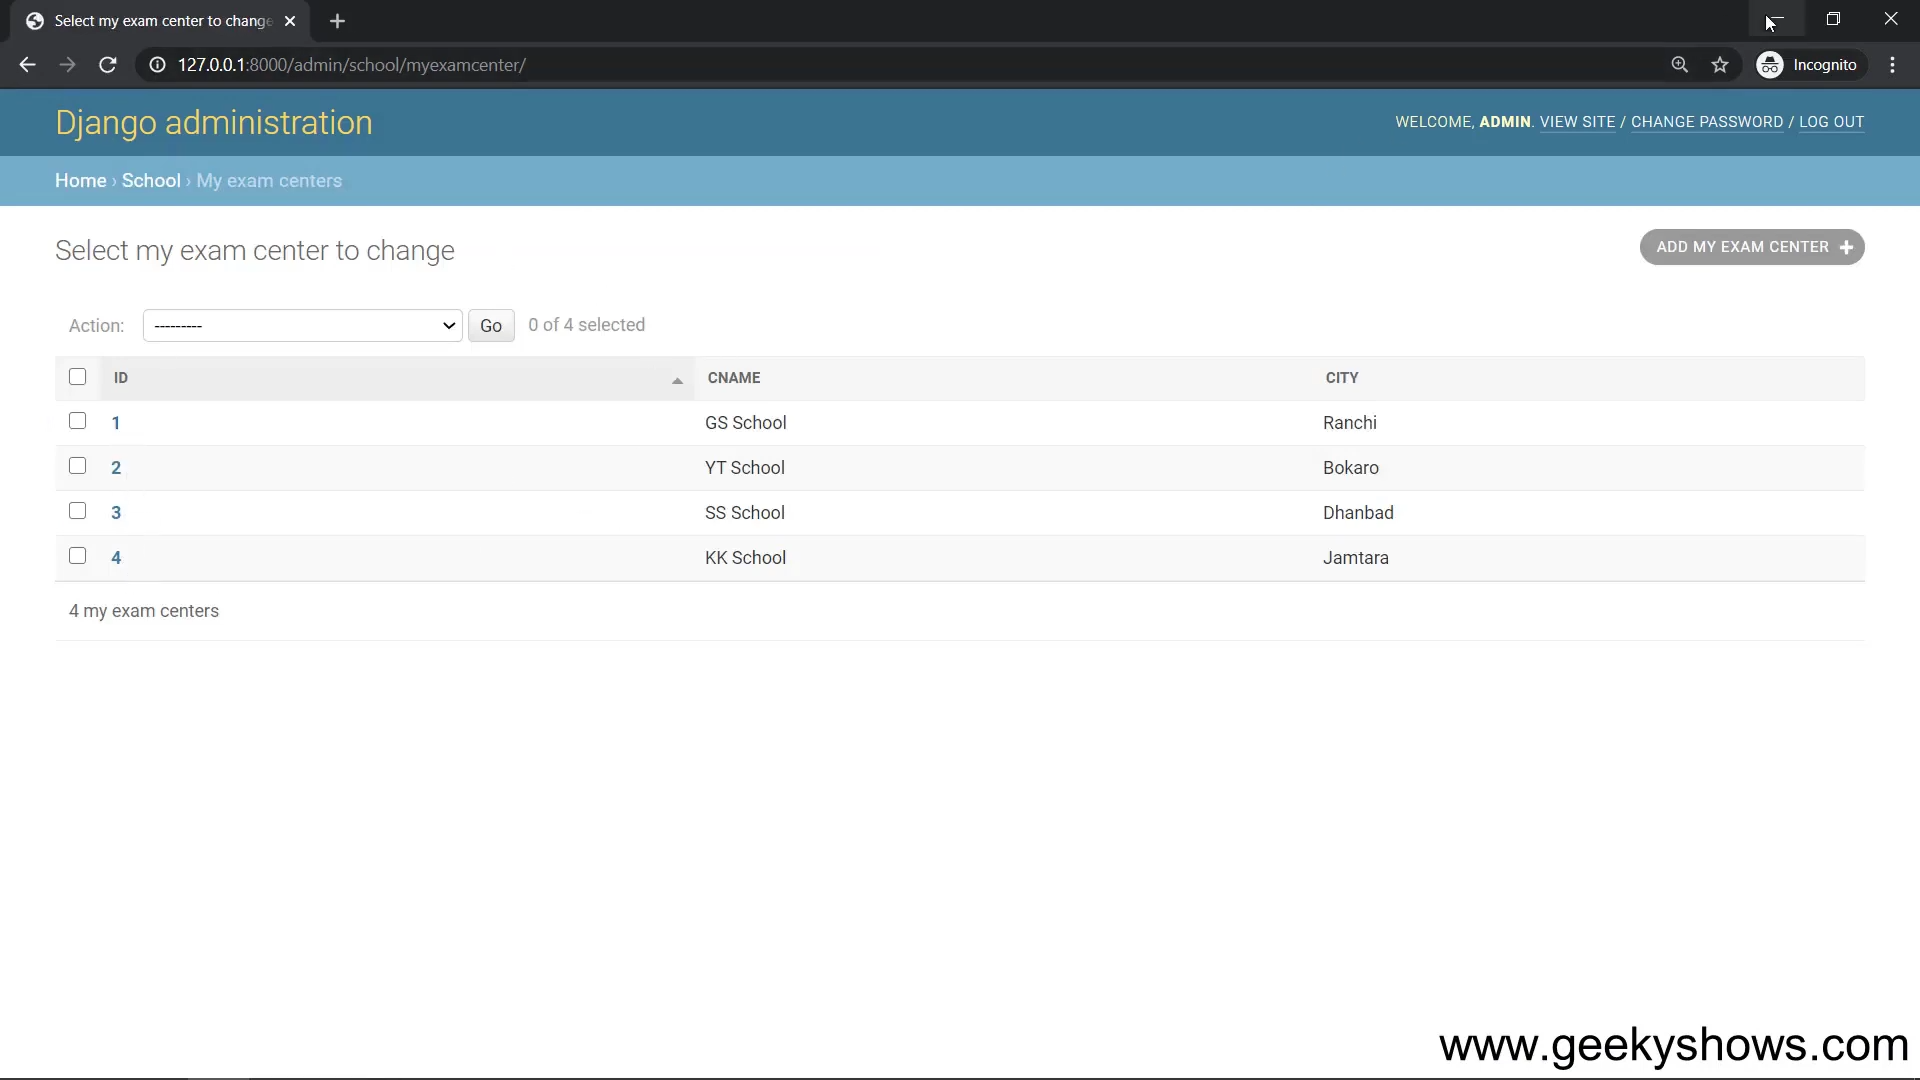 Select my exam center to change
127.0.0.1:8000/admin/school/myexamcenter/
Incognito
Django administration
WELCOME, ADMIN. VIEW SITE / CHANGE PASSWORD / LOG OUT
Home › School › My exam centers
Select my exam center to change
ADD MY EXAM CENTER +
Action: --------- Go 0 of 4 selected
ID CNAME CITY
1 GS School Ranchi
2 YT School Bokaro
3 SS School Dhanbad
4 KK School Jamtara
4 my exam centers
www.geekyshows.com